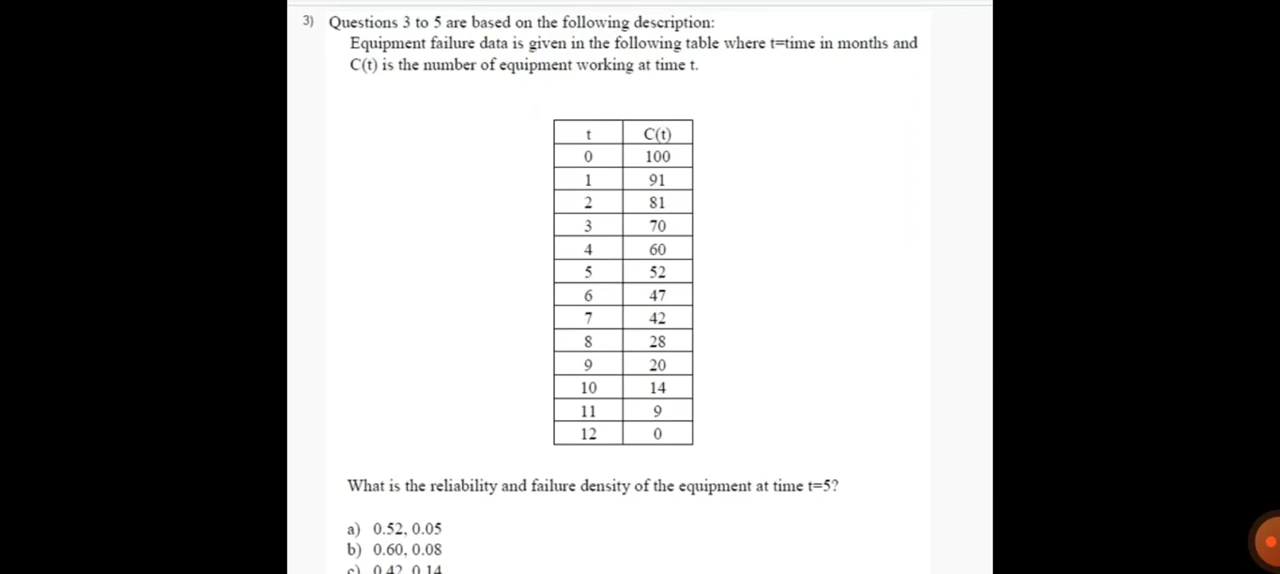 3) Questions 3 to 5 are based on the following description:
Equipment failure data is given in the following table where t=time in months and
C(t) is the number of equipment working at time t.
t C(t)
0 100
1 91
2 81
3 70
4 60
5 52
6 47
7 42
8 28
9 20
10 14
11 9
12 0
What is the reliability and failure density of the equipment at time t=5?
a) 0.52, 0.05
b) 0.60, 0.08
c) 0.42, 0.14